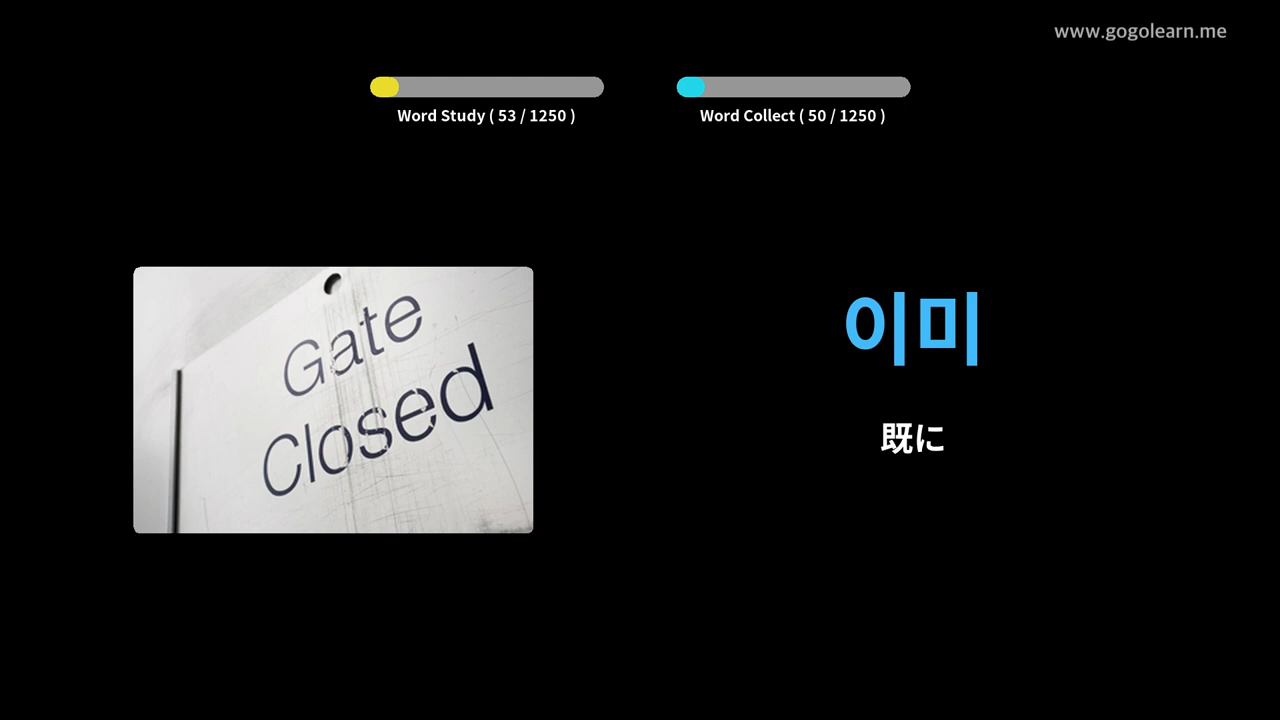 www.gogolearn.me
Word Study ( 53 / 1250 )
Word Collect ( 50 / 1250 )
Gate
Closed
이미
既に